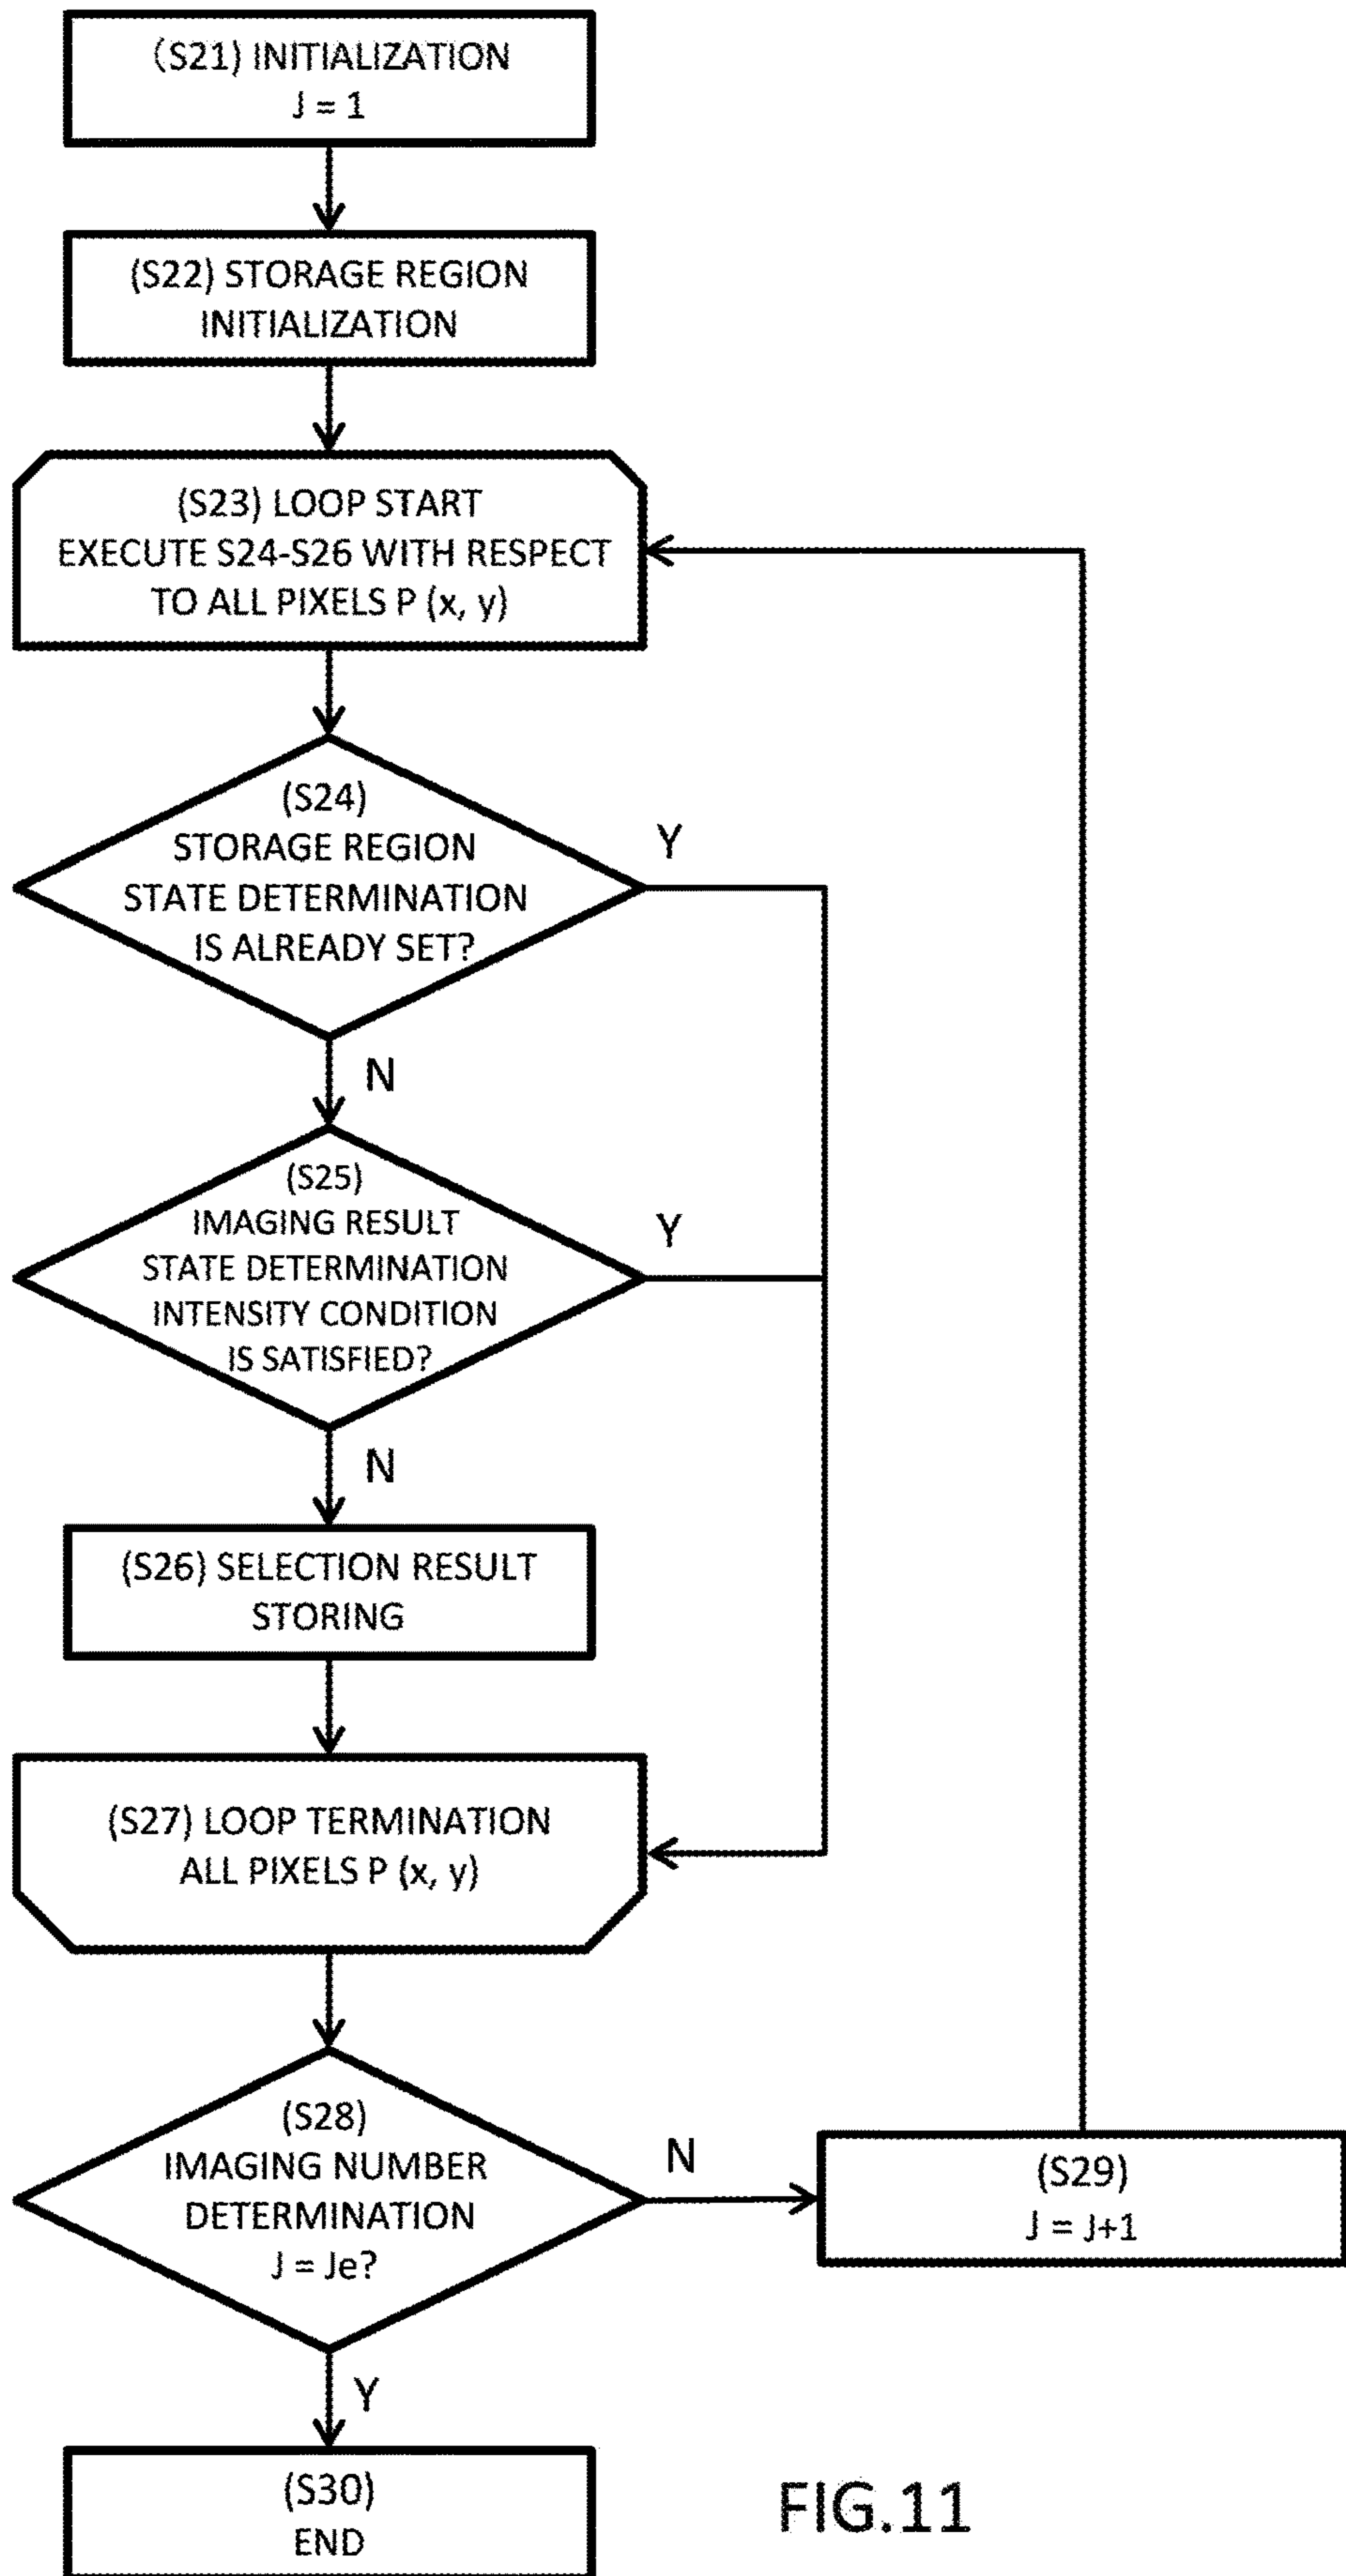 (S21) INITIALIZATION
J = 1
(S22) STORAGE REGION
INITIALIZATION
(S23) LOOP START
EXECUTE S24-S26 WITH RESPECT
TO ALL PIXELS P (x, y)
(S24)
STORAGE REGION
STATE DETERMINATION
IS ALREADY SET?
Y
N
(S25)
IMAGING RESULT
STATE DETERMINATION
INTENSITY CONDITION
IS SATISFIED?
Y
N
(S26) SELECTION RESULT
STORING
(S27) LOOP TERMINATION
ALL PIXELS P (x, y)
(S28)
IMAGING NUMBER
DETERMINATION
J = Je?
N
(S29)
J = J+1
Y
(S30)
END
FIG.11